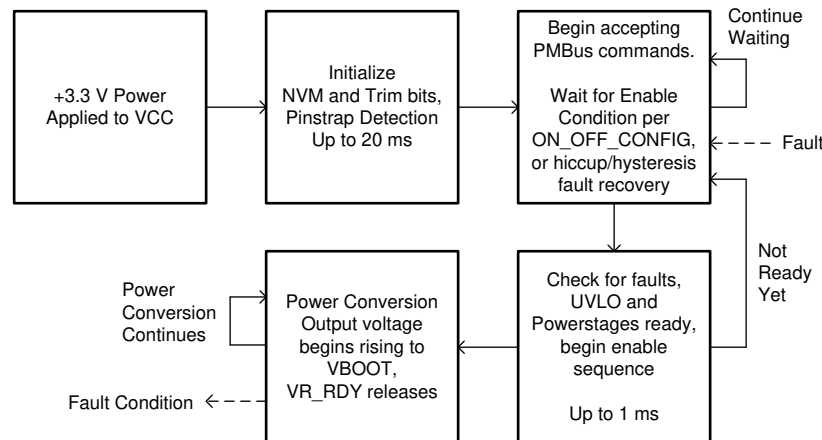 +3.3 V Power
Applied to VCC
Initialize
NVM and Trim bits,
Pinstrap Detection
Up to 20 ms
Begin accepting
PMBus commands.
Wait for Enable
Condition per
ON_OFF_CONFIG,
or hiccup/hysteresis
fault recovery
Continue
Waiting
Fault
Not
Ready
Yet
Check for faults,
UVLO and
Powerstages ready,
begin enable
sequence
Up to 1 ms
Power Conversion
Output voltage
begins rising to
VBOOT,
VR_RDY releases
Power
Conversion
Continues
Fault Condition